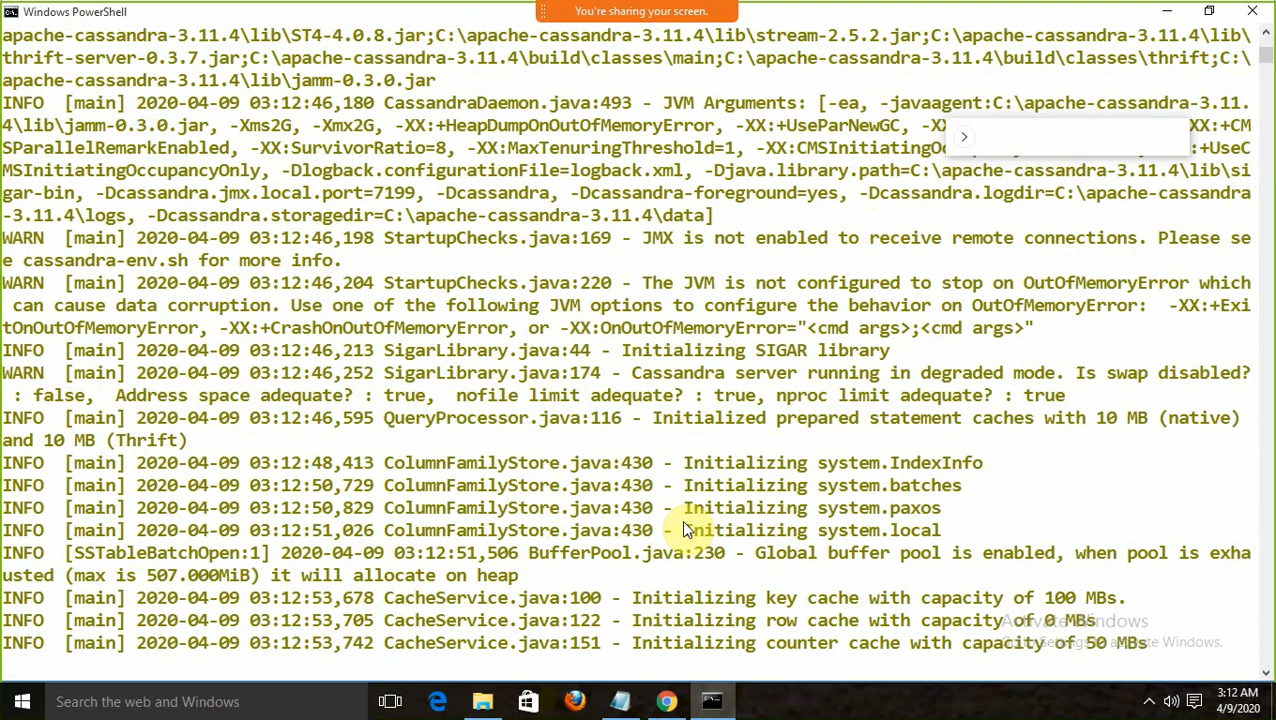 Windows PowerShell
You're sharing your screen.
apache-cassandra-3.11.4\lib\ST4-4.0.8.jar;C:\apache-cassandra-3.11.4\lib\stream-2.5.2.jar;C:\apache-cassandra-3.11.4\lib\
thrift-server-0.3.7.jar;C:\apache-cassandra-3.11.4\build\classes\main;C:\apache-cassandra-3.11.4\build\classes\thrift;C:\
apache-cassandra-3.11.4\lib\jamm-0.3.0.jar
INFO  [main] 2020-04-09 03:12:46,180 CassandraDaemon.java:493 - JVM Arguments: [-ea, -javaagent:C:\apache-cassandra-3.11.
4\lib\jamm-0.3.0.jar, -Xms2G, -Xmx2G, -XX:+HeapDumpOnOutOfMemoryError, -XX:+UseParNewGC, -XX:+CM
SParallelRemarkEnabled, -XX:SurvivorRatio=8, -XX:MaxTenuringThreshold=1, -XX:CMSInitiatingOc +UseC
MSInitiatingOccupancyOnly, -Dlogback.configurationFile=logback.xml, -Djava.library.path=C:\apache-cassandra-3.11.4\lib\si
gar-bin, -Dcassandra.jmx.local.port=7199, -Dcassandra, -Dcassandra-foreground=yes, -Dcassandra.logdir=C:\apache-cassandra
-3.11.4\logs, -Dcassandra.storagedir=C:\apache-cassandra-3.11.4\data]
WARN  [main] 2020-04-09 03:12:46,198 StartupChecks.java:169 - JMX is not enabled to receive remote connections. Please se
e cassandra-env.sh for more info.
WARN  [main] 2020-04-09 03:12:46,204 StartupChecks.java:220 - The JVM is not configured to stop on OutOfMemoryError which
 can cause data corruption. Use one of the following JVM options to configure the behavior on OutOfMemoryError:  -XX:+Exi
tOnOutOfMemoryError, -XX:+CrashOnOutOfMemoryError, or -XX:OnOutOfMemoryError="<cmd args>;<cmd args>"
INFO  [main] 2020-04-09 03:12:46,213 SigarLibrary.java:44 - Initializing SIGAR library
WARN  [main] 2020-04-09 03:12:46,252 SigarLibrary.java:174 - Cassandra server running in degraded mode. Is swap disabled?
 : false,  Address space adequate? : true,  nofile limit adequate? : true, nproc limit adequate? : true
INFO  [main] 2020-04-09 03:12:46,595 QueryProcessor.java:116 - Initialized prepared statement caches with 10 MB (native)
and 10 MB (Thrift)
INFO  [main] 2020-04-09 03:12:48,413 ColumnFamilyStore.java:430 - Initializing system.IndexInfo
INFO  [main] 2020-04-09 03:12:50,729 ColumnFamilyStore.java:430 - Initializing system.batches
INFO  [main] 2020-04-09 03:12:50,829 ColumnFamilyStore.java:430 - Initializing system.paxos
INFO  [main] 2020-04-09 03:12:51,026 ColumnFamilyStore.java:430 - Initializing system.local
INFO  [SSTableBatchOpen:1] 2020-04-09 03:12:51,506 BufferPool.java:230 - Global buffer pool is enabled, when pool is exha
usted (max is 507.000MiB) it will allocate on heap
INFO  [main] 2020-04-09 03:12:53,678 CacheService.java:100 - Initializing key cache with capacity of 100 MBs.
INFO  [main] 2020-04-09 03:12:53,705 CacheService.java:122 - Initializing row cache with capacity of 0 MBs
INFO  [main] 2020-04-09 03:12:53,742 CacheService.java:151 - Initializing counter cache with capacity of 50 MBs
Activate Windows
Go to Settings to activate Windows.
Search the web and Windows
3:12 AM
4/9/2020